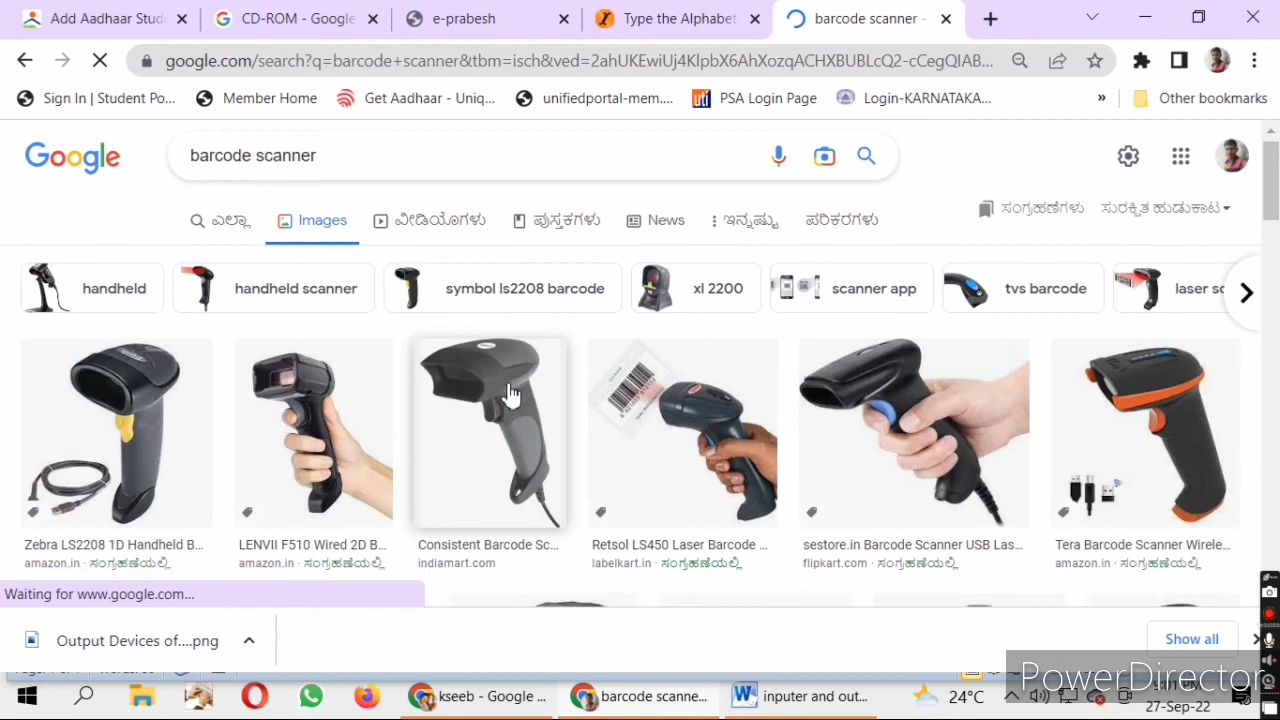 Add Aadhaar Stud
CD-ROM - Google
e-pragesh
Type the Alphabet
barcode scanner -
google.com/search?q=barcode+scanner&tbm=isch&ved=2ahUKEwiUj4KlpbX6AhXozqACHXBUBLcQ2-cCegQIAB...
Sign In | Student Po...
Member Home
Get Aadhaar - Uniq...
unifiedportal-mem....
uti PSA Login Page
Login-KARNATAKA...
» Other bookmarks
Google
barcode scanner
ಎಲ್ಲಾ
Images
ವೀಡಿಯೊಗಳು
ಪುಸ್ತಕಗಳು
News
ಇನ್ನಷ್ಟು
ಪರಿಕರಗಳು
ಸಂಗ್ರಹಣೆಗಳು
ಸುರಕ್ಷಿತ ಹುಡುಕಾಟ
handheld
handheld scanner
symbol ls2208 barcode
xl 2200
scanner app
tvs barcode
laser sc
Zebra LS2208 1D Handheld B...
amazon.in · ಸಂಗ್ರಹಣೆಯಲ್ಲಿ
LENVII F510 Wired 2D B...
amazon.in · ಸಂಗ್ರಹಣೆಯಲ್ಲಿ
Consistent Barcode Sc...
indiamart.com
Retsol LS450 Laser Barcode ...
labelkart.in · ಸಂಗ್ರಹಣೆಯಲ್ಲಿ
sestore.in Barcode Scanner USB Las...
flipkart.com · ಸಂಗ್ರಹಣೆಯಲ್ಲಿ
Tera Barcode Scanner Wirele...
amazon.in · ಸಂಗ್ರಹಣೆಯಲ್ಲಿ
Waiting for www.google.com...
Output Devices of....png
Show all
PowerDirector
kseeb - Google ...
barcode scanne...
inputer and out...
24°C
27-Sep-22